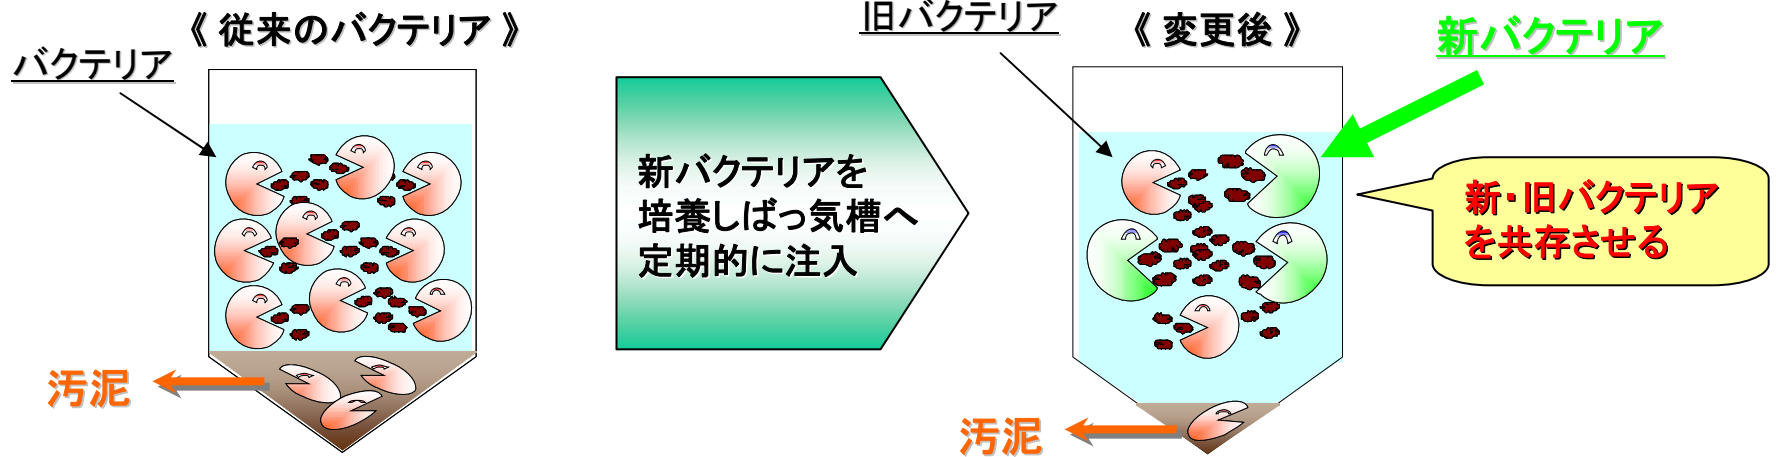 《 従来のバクテリア 》
バクテリア
汚泥
新バクテリアを
培養しばっ気槽へ
定期的に注入
旧バクテリア
《 変更後 》
新バクテリア
新・旧バクテリア
を共存させる
汚泥